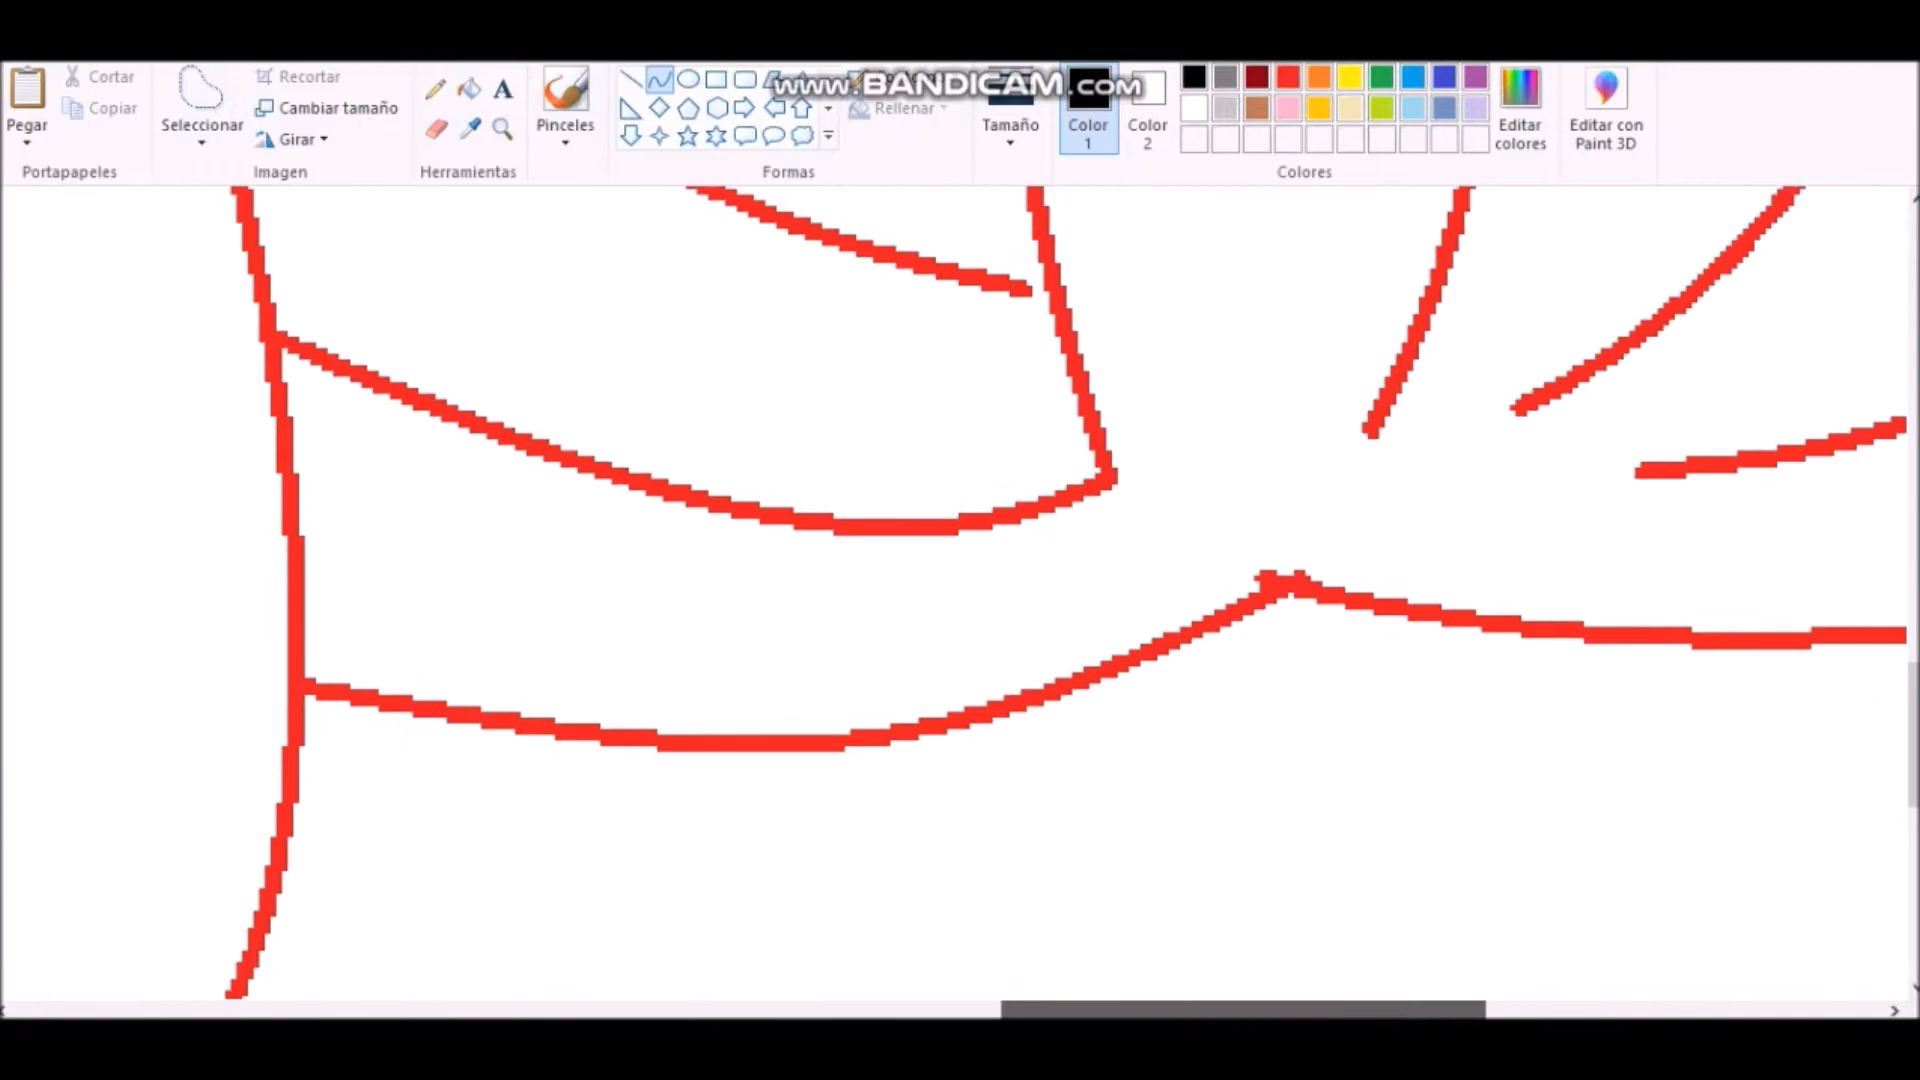 Cortar
Copiar
Pegar
Portapapeles
Seleccionar
Recortar
Cambiar tamaño
Girar
Imagen
A
Herramientas
Pinceles
www.BANDICAM.com
Rellenar
Formas
Tamaño
Color
1
Color
2
Editar
colores
Colores
Editar con
Paint 3D